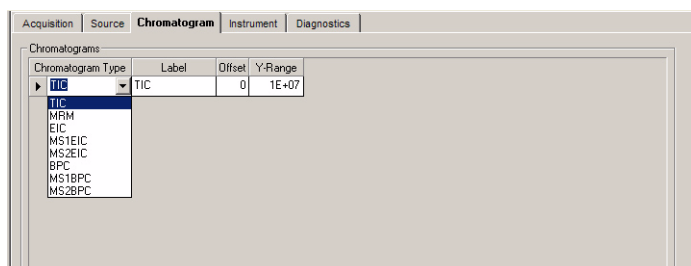 Acquisition Source Chromatogram Instrument Diagnostics
Chromatograms
Chromatogram Type Label Offset Y-Range
TIC TIC 0 1E+07
TIC
MRM
EIC
MS1EIC
MS2EIC
BPC
MS1BPC
MS2BPC